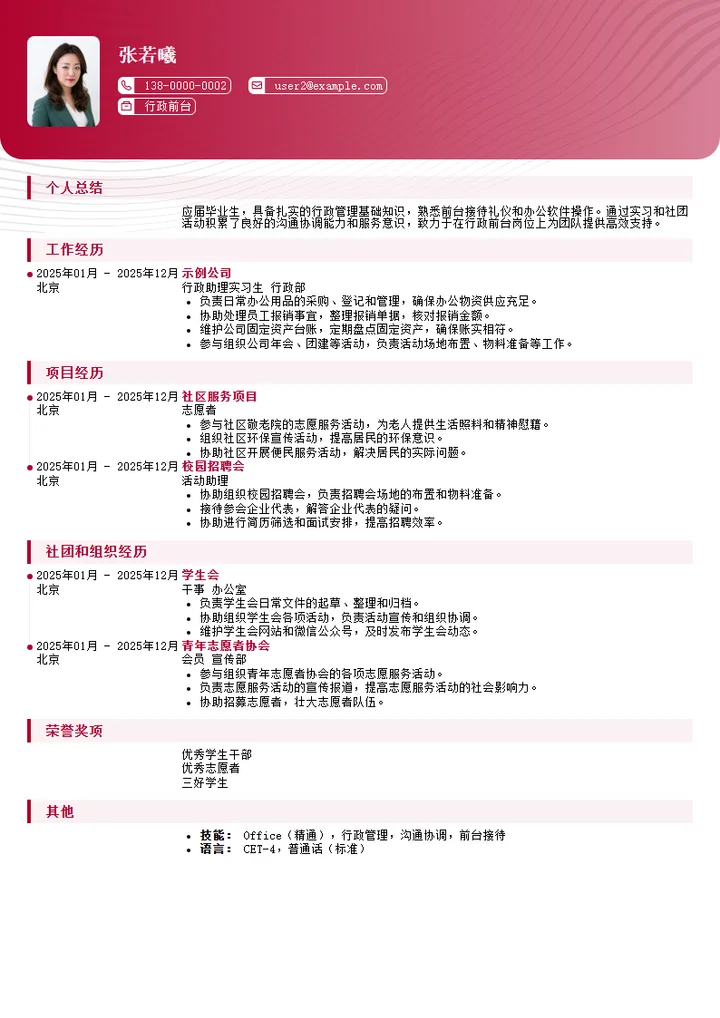 张若曦
138-0000-0002
user2@example.com
行政前台
个人总结
应届毕业生，具备扎实的行政管理基础知识，熟悉前台接待礼仪和办公软件操作。通过实习和社团
活动积累了良好的沟通协调能力和服务意识，致力于在行政前台岗位上为团队提供高效支持。
工作经历
2025年01月 - 2025年12月 示例公司
北京 行政助理实习生 行政部
• 负责日常办公用品的采购、登记和管理，确保办公物资供应充足。
• 协助处理员工报销事宜，整理报销单据，核对报销金额。
• 维护公司固定资产台账，定期盘点固定资产，确保账实相符。
• 参与组织公司年会、团建等活动，负责活动场地布置、物料准备等工作。
项目经历
2025年01月 - 2025年12月 社区服务项目
北京 志愿者
• 参与社区敬老院的志愿服务活动，为老人提供生活照料和精神慰藉。
• 组织社区环保宣传活动，提高居民的环保意识。
• 协助社区开展便民服务活动，解决居民的实际问题。
2025年01月 - 2025年12月 校园招聘会
北京 活动助理
• 协助组织校园招聘会，负责招聘会场地的布置和物料准备。
• 接待参会企业代表，解答企业代表的疑问。
• 协助进行简历筛选和面试安排，提高招聘效率。
社团和组织经历
2025年01月 - 2025年12月 学生会
北京 干事 办公室
• 负责学生会日常文件的起草、整理和归档。
• 协助组织学生会各项活动，负责活动宣传和组织协调。
• 维护学生会网站和微信公众号，及时发布学生会动态。
2025年01月 - 2025年12月 青年志愿者协会
北京 会员 宣传部
• 参与组织青年志愿者协会的各项志愿服务活动。
• 负责志愿服务活动的宣传报道，提高志愿服务活动的社会影响力。
• 协助招募志愿者，壮大志愿者队伍。
荣誉奖项
优秀学生干部
优秀志愿者
三好学生
其他
• 技能： Office（精通），行政管理，沟通协调，前台接待
• 语言： CET-4，普通话（标准）